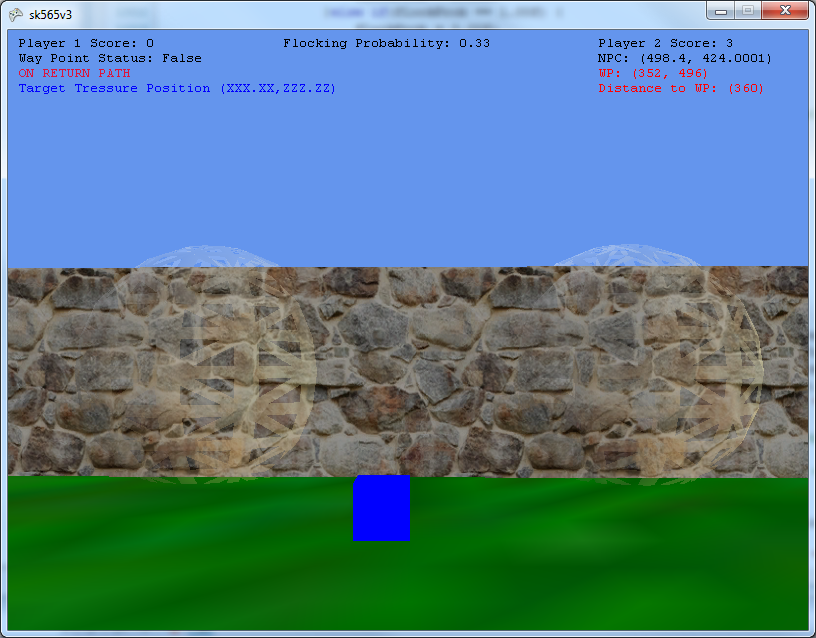 sk565v3
Player 1 Score: 0
Flocking Probability: 0.33
Player 2 Score: 3
Way Point Status: False
NPC: (498.4, 424.0001)
ON RETURN PATH
WP: (352, 496)
Target Tressure Position (XXX.XX,ZZZ.ZZ)
Distance to WP: (360)